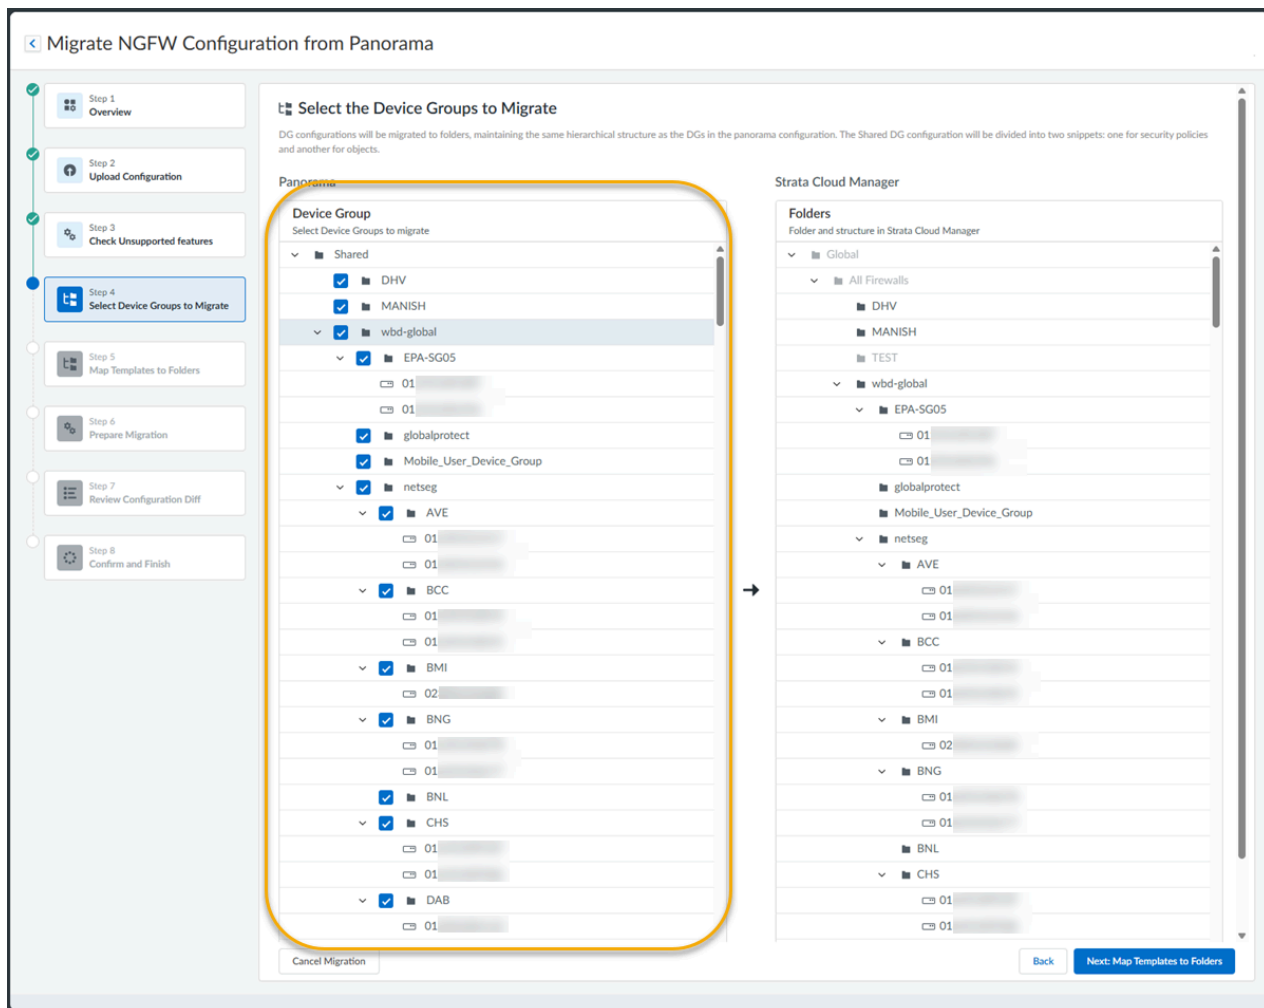 Migrate NGFW Configuration from Panorama
Step 1
Overview
Step 2
Upload Configuration
Step 3
Check Unsupported features
Step 4
Select Device Groups to Migrate
Step 5
Map Templates to Folders
Step 6
Prepare Migration
Step 7
Review Configuration Diff
Step 8
Confirm and Finish
Select the Device Groups to Migrate
DG configurations will be migrated to folders, maintaining the same hierarchical structure as the DGs in the panorama configuration. The Shared DG configuration will be divided into two snippets: one for security policies
and another for objects.
Panorama
Device Group
Select Device Groups to migrate
Shared
DHV
MANISH
wbd-global
EPA-SG05
01
01
globalprotect
Mobile_User_Device_Group
netseg
AVE
01
01
BCC
01
01
BMI
02
BNG
01
01
BNL
CHS
01
01
DAB
01
Strata Cloud Manager
Folders
Folder and structure in Strata Cloud Manager
Global
All Firewalls
DHV
MANISH
TEST
wbd-global
EPA-SG05
01
01
globalprotect
Mobile_User_Device_Group
netseg
AVE
01
01
BCC
01
01
BMI
02
BNG
01
01
BNL
CHS
01
01
Cancel Migration
Back
Next: Map Templates to Folders